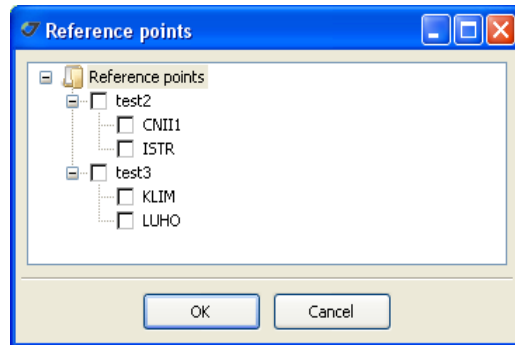 Reference points
Reference points
test2
CNII1
ISTR
test3
KLIM
LUHO
OK Cancel